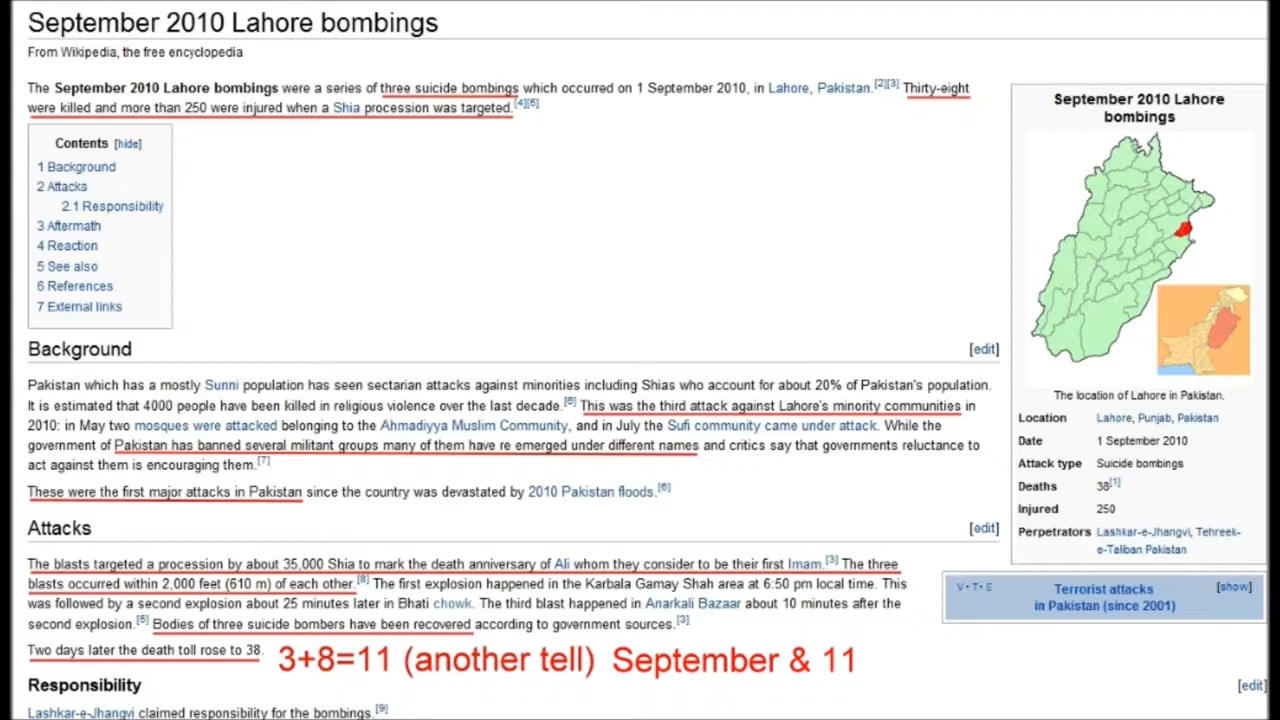 September 2010 Lahore bombings
From Wikipedia, the free encyclopedia
The September 2010 Lahore bombings were a series of three suicide bombings which occurred on 1 September 2010, in Lahore, Pakistan.[2][3] Thirty-eight
were killed and more than 250 were injured when a Shia procession was targeted.[4][5]
Contents [hide]
1 Background
2 Attacks
2.1 Responsibility
3 Aftermath
4 Reaction
5 See also
6 References
7 External links
Background
[edit]
Pakistan which has a mostly Sunni population has seen sectarian attacks against minorities including Shias who account for about 20% of Pakistan's population.
It is estimated that 4000 people have been killed in religious violence over the last decade.[6] This was the third attack against Lahore's minority communities in
2010: in May two mosques were attacked belonging to the Ahmadiyya Muslim Community, and in July the Sufi community came under attack. While the
government of Pakistan has banned several militant groups many of them have re emerged under different names and critics say that governments reluctance to
act against them is encouraging them.[7]
These were the first major attacks in Pakistan since the country was devastated by 2010 Pakistan floods.[6]
Attacks
[edit]
The blasts targeted a procession by about 35,000 Shia to mark the death anniversary of Ali whom they consider to be their first Imam.[3] The three
blasts occurred within 2,000 feet (610 m) of each other.[8] The first explosion happened in the Karbala Gamay Shah area at 6:50 pm local time. This
was followed by a second explosion about 25 minutes later in Bhati chowk. The third blast happened in Anarkali Bazaar about 10 minutes after the
second explosion.[5] Bodies of three suicide bombers have been recovered according to government sources.[3]
Two days later the death toll rose to 38.
3+8=11 (another tell) September & 11
Responsibility
[edit]
Lashkar-e-Jhangvi claimed responsibility for the bombings.[9]
September 2010 Lahore
bombings
The location of Lahore in Pakistan.
Location Lahore, Punjab, Pakistan
Date 1 September 2010
Attack type Suicide bombings
Deaths 38[1]
Injured 250
Perpetrators Lashkar-e-Jhangvi, Tehreek-
e-Taliban Pakistan
V • T • E
Terrorist attacks [show]
in Pakistan (since 2001)